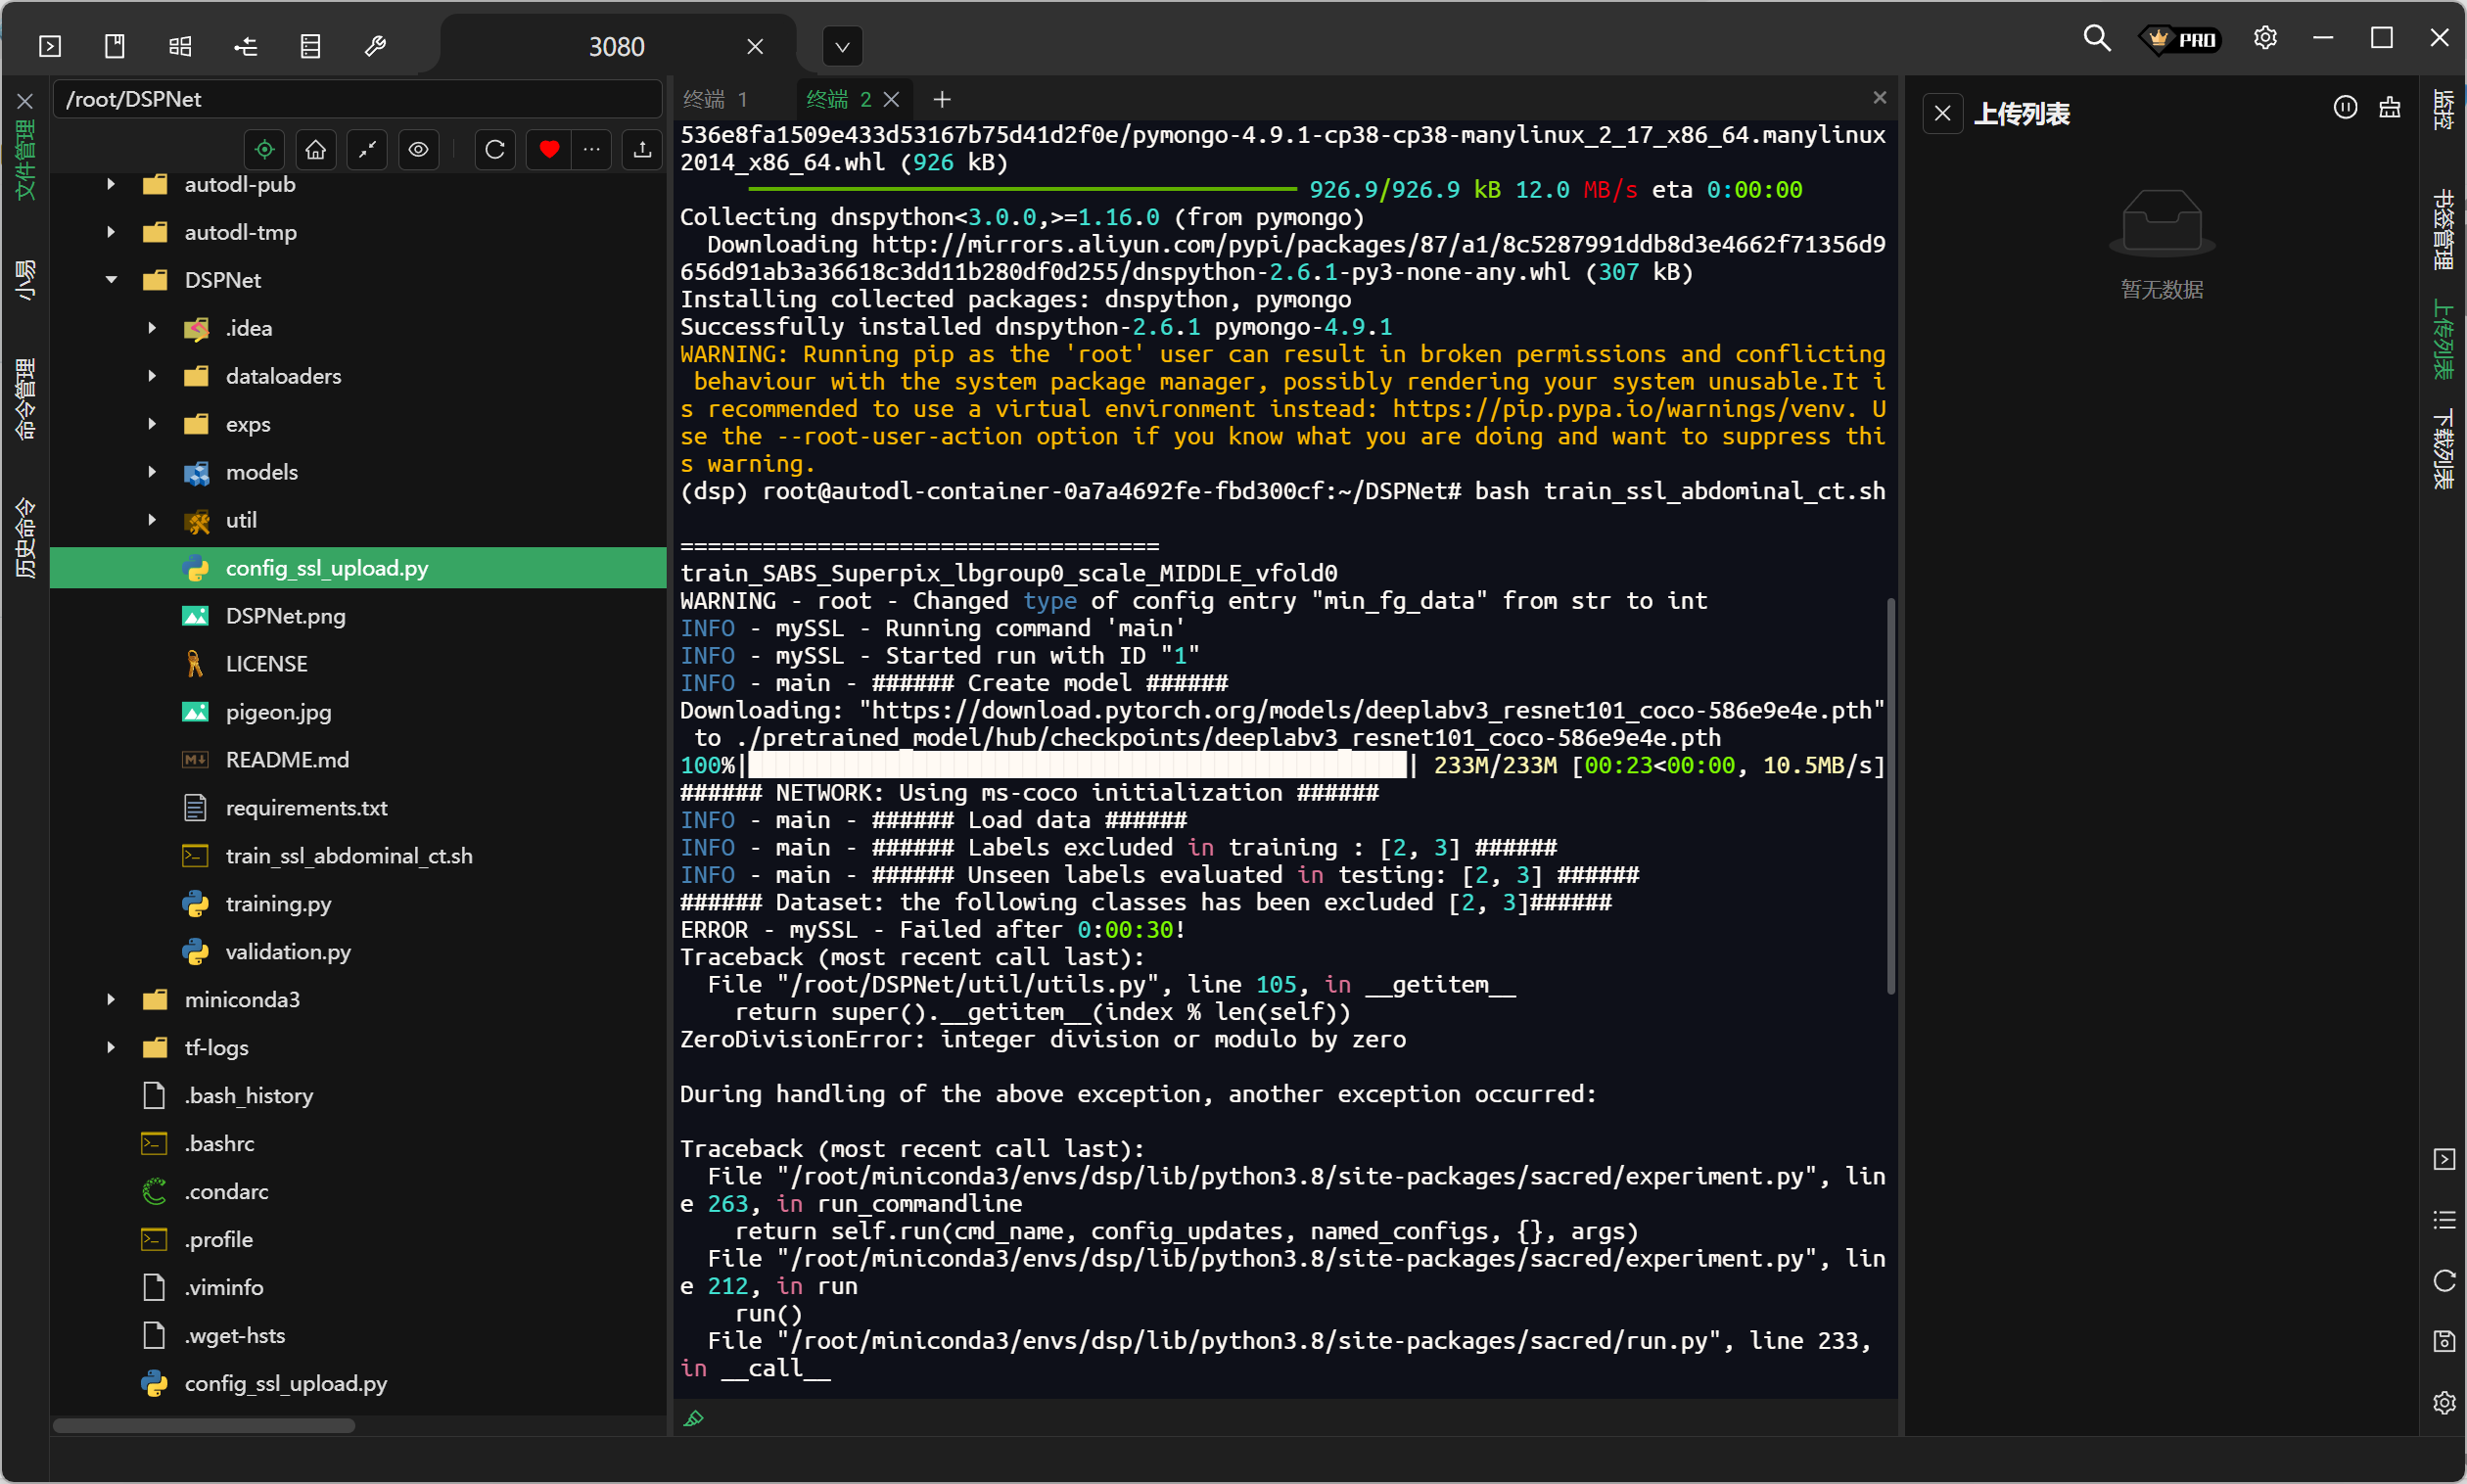 3080
PRO
/root/DSPNet
文件管理
小易
命令管理
历史命令
autodl-pub
autodl-tmp
DSPNet
.idea
dataloaders
exps
models
util
config_ssl_upload.py
DSPNet.png
LICENSE
pigeon.jpg
README.md
requirements.txt
train_ssl_abdominal_ct.sh
training.py
validation.py
miniconda3
tf-logs
.bash_history
.bashrc
.condarc
.profile
.viminfo
.wget-hsts
config_ssl_upload.py
终端 1
终端 2
536e8fa1509e433d53167b75d41d2f0e/pymongo-4.9.1-cp38-cp38-manylinux_2_17_x86_64.manylinux
2014_x86_64.whl (926 kB)
926.9/926.9 kB 12.0 MB/s eta 0:00:00
Collecting dnspython<3.0.0,>=1.16.0 (from pymongo)
Downloading http://mirrors.aliyun.com/pypi/packages/87/a1/8c5287991ddb8d3e4662f71356d9
656d91ab3a36618c3dd11b280df0d255/dnspython-2.6.1-py3-none-any.whl (307 kB)
Installing collected packages: dnspython, pymongo
Successfully installed dnspython-2.6.1 pymongo-4.9.1
WARNING: Running pip as the 'root' user can result in broken permissions and conflicting
behaviour with the system package manager, possibly rendering your system unusable.It i
s recommended to use a virtual environment instead: https://pip.pypa.io/warnings/venv. U
se the --root-user-action option if you know what you are doing and want to suppress thi
s warning.
(dsp) root@autodl-container-0a7a4692fe-fbd300cf:~/DSPNet# bash train_ssl_abdominal_ct.sh
===================================
train_SABS_Superpix_lbgroup0_scale_MIDDLE_vfold0
WARNING - root - Changed type of config entry "min_fg_data" from str to int
INFO - mySSL - Running command 'main'
INFO - mySSL - Started run with ID "1"
INFO - main - ###### Create model ######
Downloading: "https://download.pytorch.org/models/deeplabv3_resnet101_coco-586e9e4e.pth"
to ./pretrained_model/hub/checkpoints/deeplabv3_resnet101_coco-586e9e4e.pth
100%| | 233M/233M [00:23<00:00, 10.5MB/s]
###### NETWORK: Using ms-coco initialization ######
INFO - main - ###### Load data ######
INFO - main - ###### Labels excluded in training : [2, 3] ######
INFO - main - ###### Unseen labels evaluated in testing: [2, 3] ######
###### Dataset: the following classes has been excluded [2, 3]######
ERROR - mySSL - Failed after 0:00:30!
Traceback (most recent call last):
File "/root/DSPNet/util/utils.py", line 105, in __getitem__
return super().__getitem__(index % len(self))
ZeroDivisionError: integer division or modulo by zero
During handling of the above exception, another exception occurred:
Traceback (most recent call last):
File "/root/miniconda3/envs/dsp/lib/python3.8/site-packages/sacred/experiment.py", lin
e 263, in run_commandline
return self.run(cmd_name, config_updates, named_configs, {}, args)
File "/root/miniconda3/envs/dsp/lib/python3.8/site-packages/sacred/experiment.py", lin
e 212, in run
run()
File "/root/miniconda3/envs/dsp/lib/python3.8/site-packages/sacred/run.py", line 233,
in __call__
上传列表
暂无数据
监控
书签管理
上传列表
下载列表